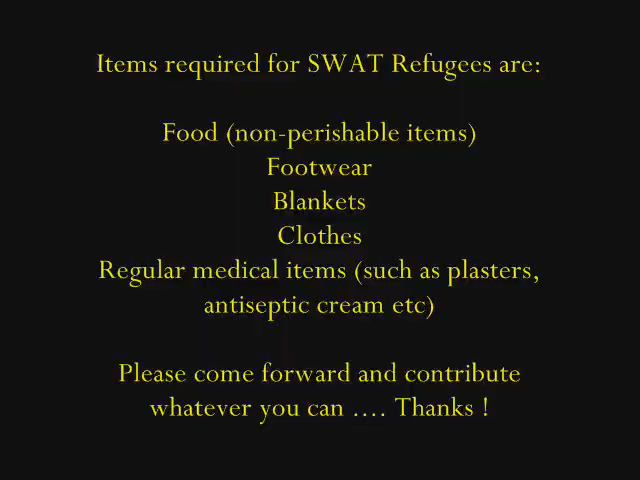 Items required for SWAT Refugees are:
Food (non-perishable items)
Footwear
Blankets
Clothes
Regular medical items (such as plasters,
antiseptic cream etc)
Please come forward and contribute
whatever you can .... Thanks !